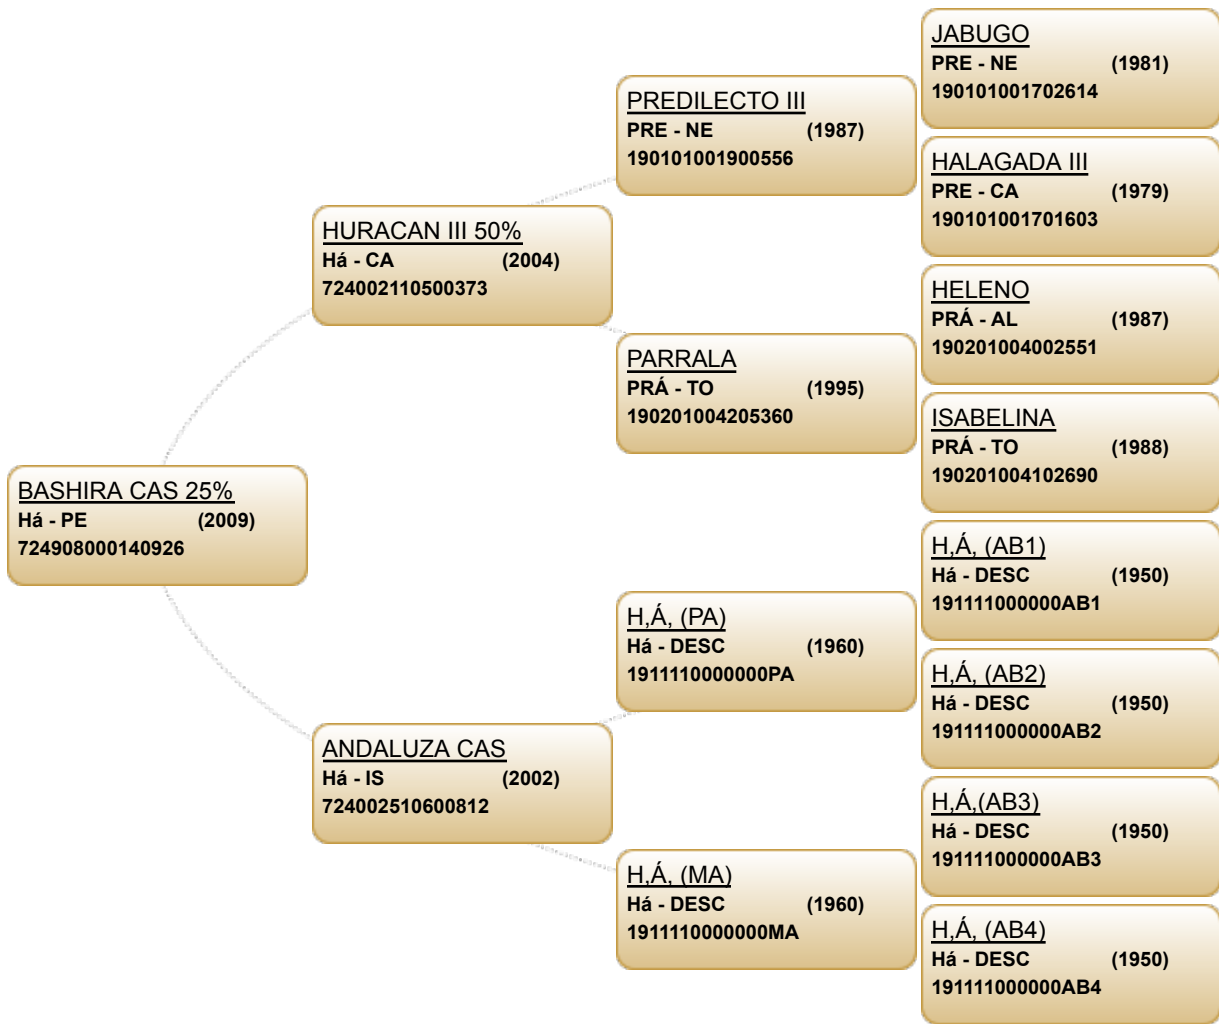 JABUGO
PRE - NE (1981)
190101001702614
PREDILECTO III
PRE - NE (1987)
190101001900556
HALAGADA III
PRE - CA (1979)
190101001701603
HURACAN III 50%
Há - CA (2004)
724002110500373
HELENO
PRÁ - AL (1987)
190201004002551
PARRALA
PRÁ - TO (1995)
190201004205360
ISABELINA
PRÁ - TO (1988)
190201004102690
BASHIRA CAS 25%
Há - PE (2009)
724908000140926
H,Á, (AB1)
Há - DESC (1950)
191111000000AB1
H,Á, (PA)
Há - DESC (1960)
1911110000000PA
H,Á, (AB2)
Há - DESC (1950)
191111000000AB2
ANDALUZA CAS
Há - IS (2002)
724002510600812
H,Á,(AB3)
Há - DESC (1950)
191111000000AB3
H,Á, (MA)
Há - DESC (1960)
1911110000000MA
H,Á, (AB4)
Há - DESC (1950)
191111000000AB4